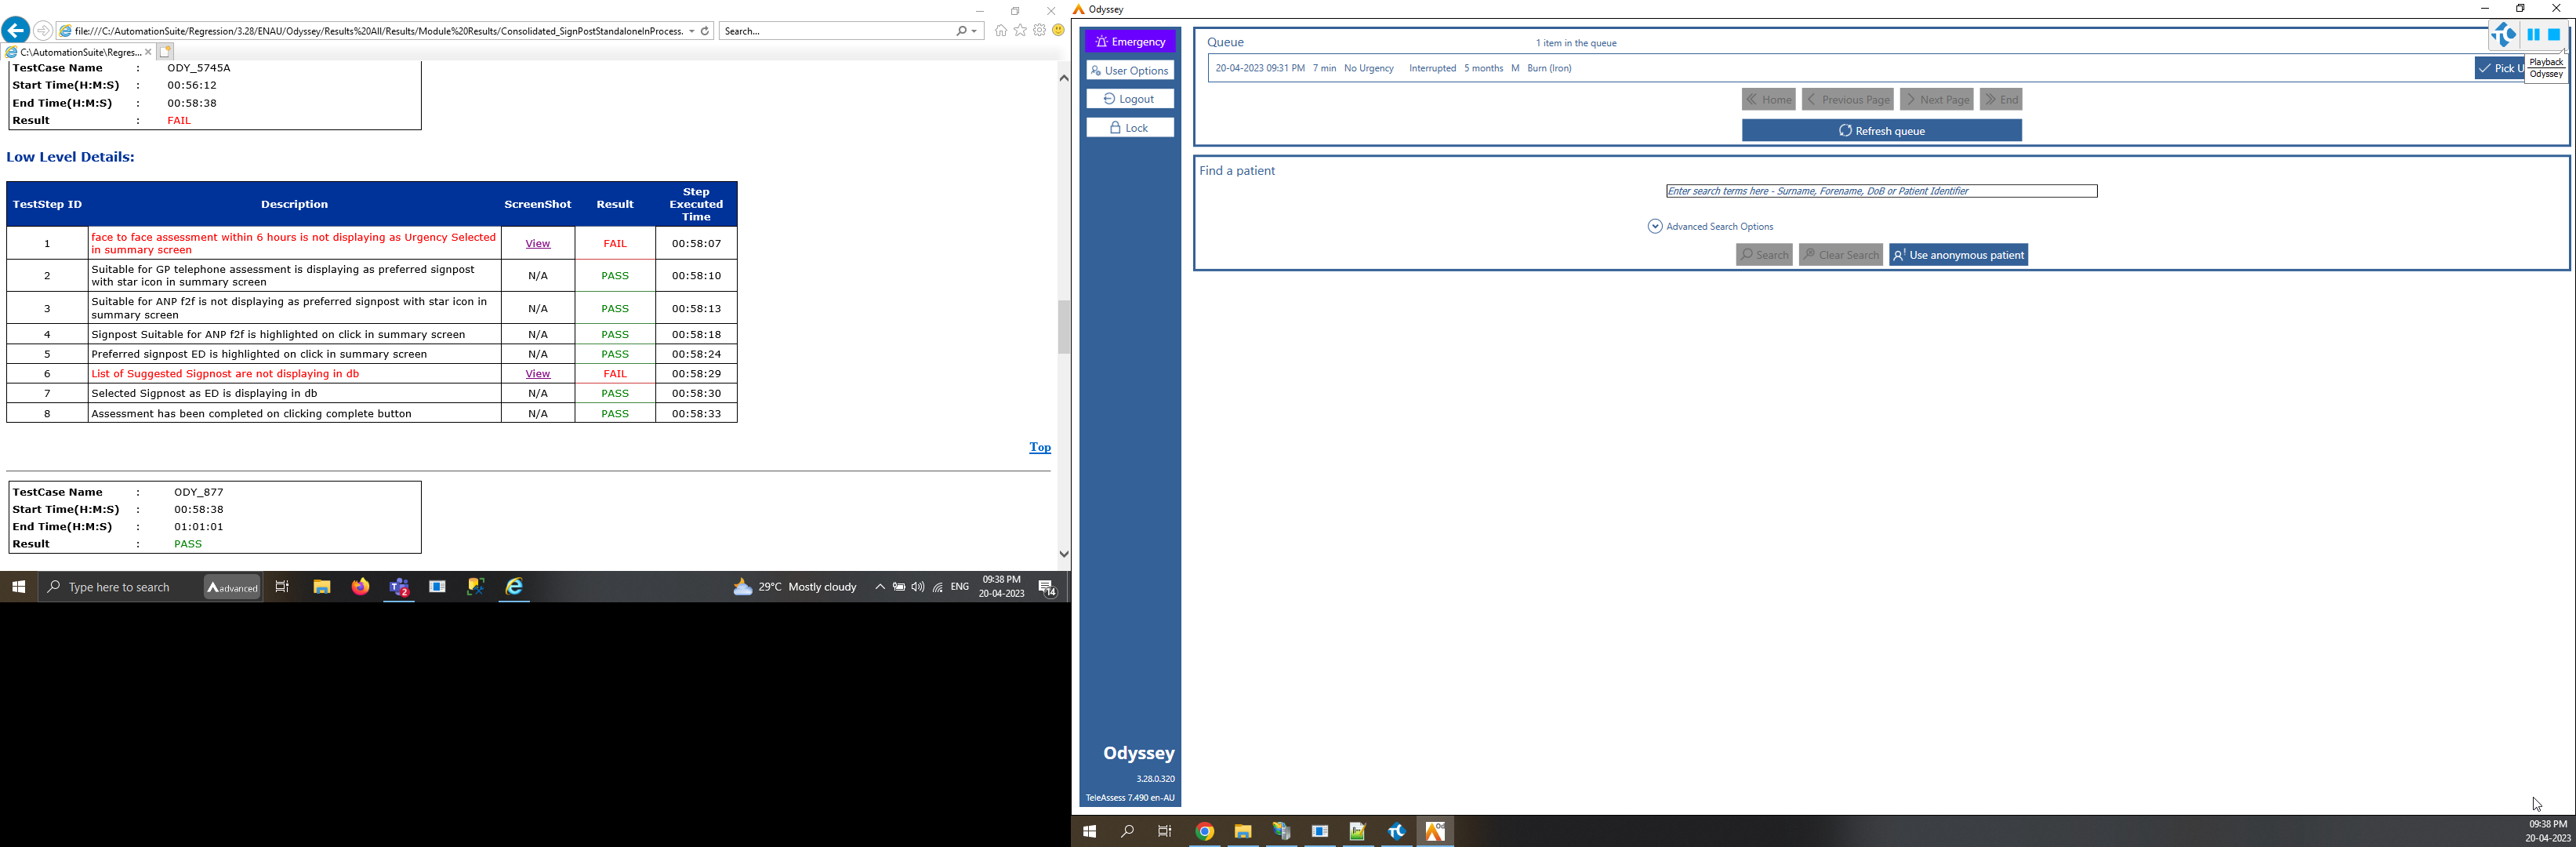 file:///C:/AutomationSuite/Regression/3.28/ENAU/Odyssey/Results%20All/Results/Module%20Results/Consolidated_SignPostStandaloneInProcess.
Search...
C:\AutomationSuite\Regres...
TestCase Name : ODY_5745A
Start Time(H:M:S) : 00:56:12
End Time(H:M:S) : 00:58:38
Result : FAIL
Low Level Details:
TestStep ID Description ScreenShot Result Step Executed Time
1 face to face assessment within 6 hours is not displaying as Urgency Selected in summary screen View FAIL 00:58:07
2 Suitable for GP telephone assessment is displaying as preferred signpost with star icon in summary screen N/A PASS 00:58:10
3 Suitable for ANP f2f is not displaying as preferred signpost with star icon in summary screen N/A PASS 00:58:13
4 Signpost Suitable for ANP f2f is highlighted on click in summary screen N/A PASS 00:58:18
5 Preferred signpost ED is highlighted on click in summary screen N/A PASS 00:58:24
6 List of Suggested Sigpnost are not displaying in db View FAIL 00:58:29
7 Selected Sigpnost as ED is displaying in db N/A PASS 00:58:30
8 Assessment has been completed on clicking complete button N/A PASS 00:58:33
Top
TestCase Name : ODY_877
Start Time(H:M:S) : 00:58:38
End Time(H:M:S) : 01:01:01
Result : PASS
Type here to search
advanced
2
29°C Mostly cloudy
ENG
09:38 PM
20-04-2023
14
Odyssey
Emergency
User Options
Logout
Lock
Odyssey
3.28.0.320
TeleAssess 7.490 en-AU
Queue
1 item in the queue
20-04-2023 09:31 PM 7 min No Urgency Interrupted 5 months M Burn (Iron)
Pick U
Playback
Odyssey
Home Previous Page Next Page End
Refresh queue
Find a patient
Enter search terms here - Surname, Forename, DoB or Patient Identifier
Advanced Search Options
Search Clear Search Use anonymous patient
09:38 PM
20-04-2023